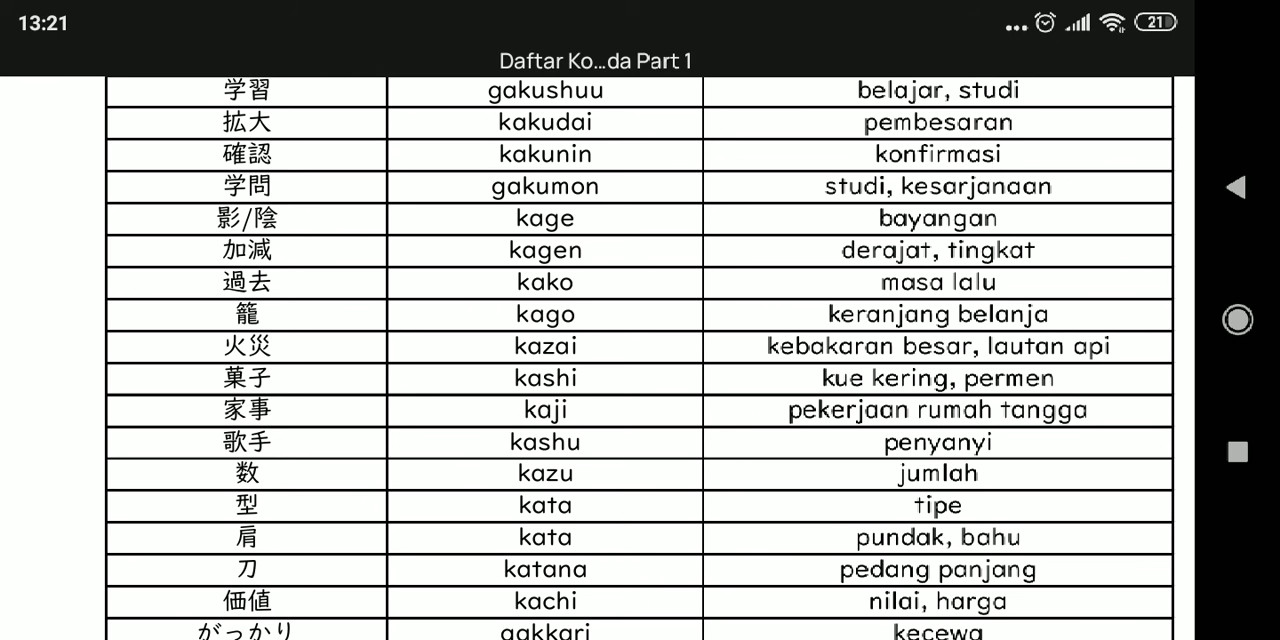 13:21
21
Daftar Ko...da Part 1
学習 gakushuu belajar, studi
拡大 kakudai pembesaran
確認 kakunin konfirmasi
学問 gakumon studi, kesarjanaan
影/陰 kage bayangan
加減 kagen derajat, tingkat
過去 kako masa lalu
籠 kago keranjang belanja
火災 kazai kebakaran besar, lautan api
菓子 kashi kue kering, permen
家事 kaji pekerjaan rumah tangga
歌手 kashu penyanyi
数 kazu jumlah
型 kata tipe
肩 kata pundak, bahu
刀 katana pedang panjang
価値 kachi nilai, harga
がっかり gakkari kecewa